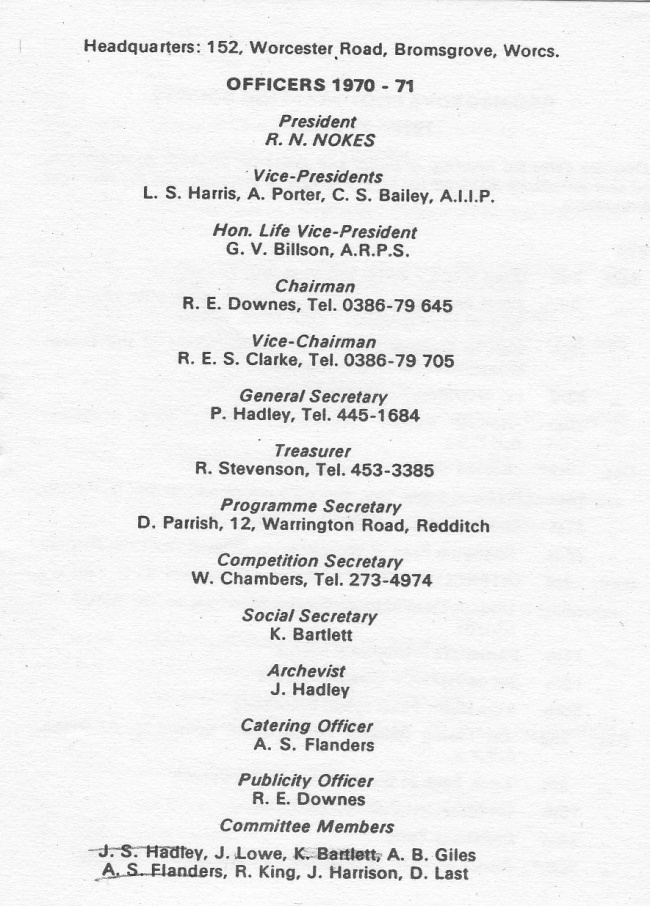 Headquarters: 152, Worcester Road, Bromsgrove, Worcs.
OFFICERS 1970 - 71
President
R. N. NOKES
Vice-Presidents
L. S. Harris, A. Porter, C. S. Bailey, A.I.I.P.
Hon. Life Vice-President
G. V. Billson, A.R.P.S.
Chairman
R. E. Downes, Tel. 0386-79 645
Vice-Chairman
R. E. S. Clarke, Tel. 0386-79 705
General Secretary
P. Hadley, Tel. 445-1684
Treasurer
R. Stevenson, Tel. 453-3385
Programme Secretary
D. Parrish, 12, Warrington Road, Redditch
Competition Secretary
W. Chambers, Tel. 273-4974
Social Secretary
K. Bartlett
Archevist
J. Hadley
Catering Officer
A. S. Flanders
Publicity Officer
R. E. Downes
Committee Members
J. S. Hadley, J. Lowe, K. Bartlett, A. B. Giles
A. S. Flanders, R. King, J. Harrison, D. Last